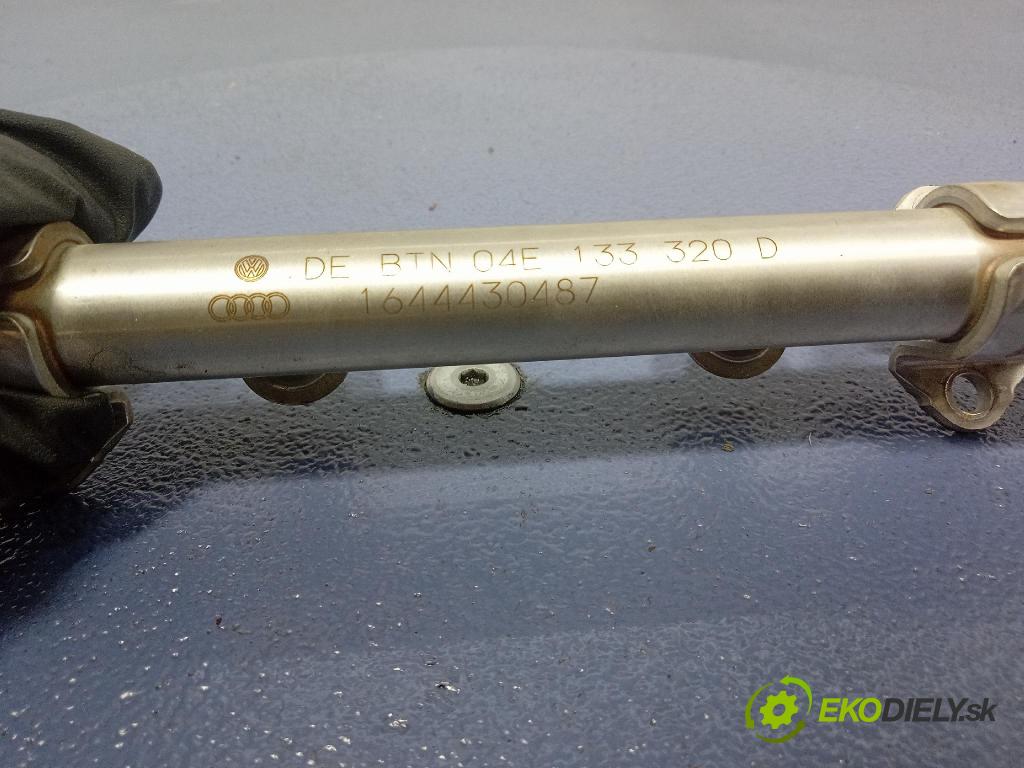 DE BTN 04E 133 320 D
1644430487
EKODIELY.sk